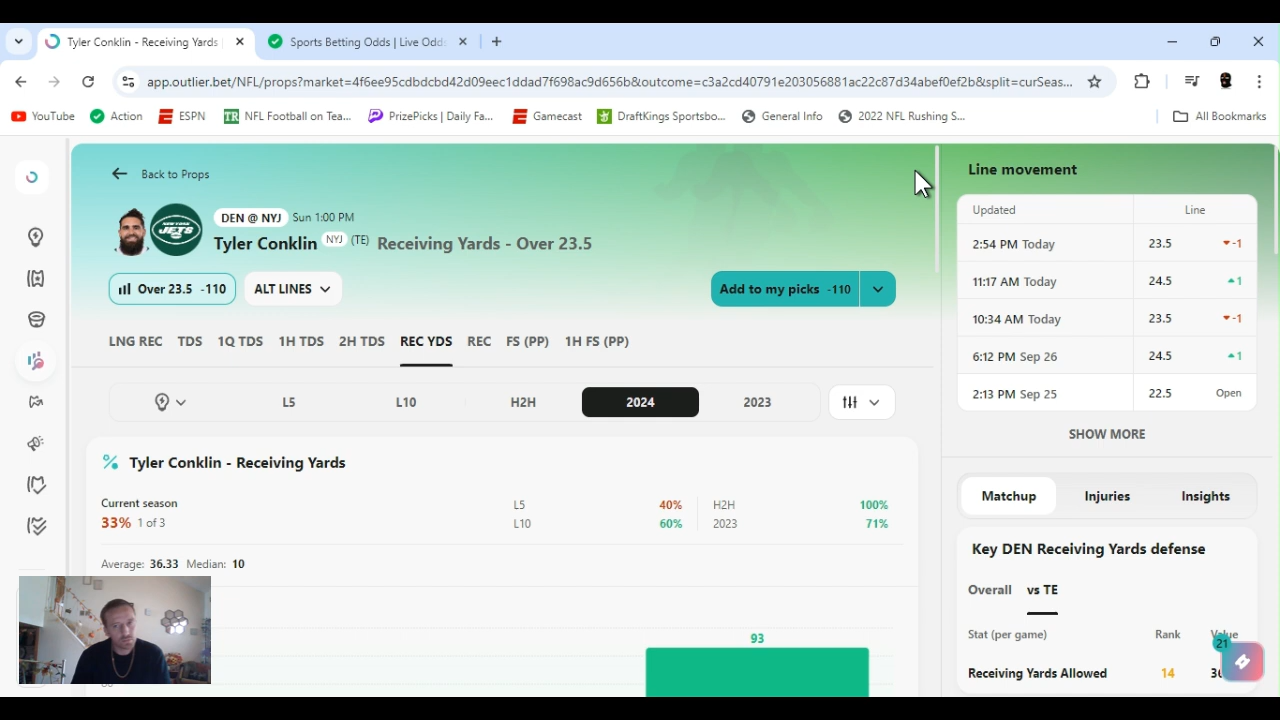 Tyler Conklin - Receiving Yards
Sports Betting Odds | Live Odd
app.outlier.bet/NFL/props?market=4f6ee95cdbdcbd42d09eec1ddad7f698ac9d656b&outcome=c3a2cd40791e203056881ac22c87d34abef0ef2b&split=curSeas...
YouTube
Action
ESPN
NFL Football on Tea...
PrizePicks | Daily Fa...
Gamecast
DraftKings Sportsbo...
General Info
2022 NFL Rushing S...
All Bookmarks
Back to Props
JETS
DEN @ NYJ Sun 1:00 PM
Tyler Conklin NYJ (TE) Receiving Yards - Over 23.5
Over 23.5 -110
ALT LINES
Add to my picks -110
LNG REC TDS 1Q TDS 1H TDS 2H TDS REC YDS REC FS (PP) 1H FS (PP)
L5 L10 H2H 2024 2023
Tyler Conklin - Receiving Yards
Current season
33% 1 of 3
L5 40% H2H 100%
L10 60% 2023 71%
Average: 36.33 Median: 10
93
Line movement
Updated Line
2:54 PM Today 23.5 -1
11:17 AM Today 24.5 1
10:34 AM Today 23.5 -1
6:12 PM Sep 26 24.5 1
2:13 PM Sep 25 22.5 Open
SHOW MORE
Matchup Injuries Insights
Key DEN Receiving Yards defense
Overall vs TE
Stat (per game) Rank
21
Receiving Yards Allowed 14